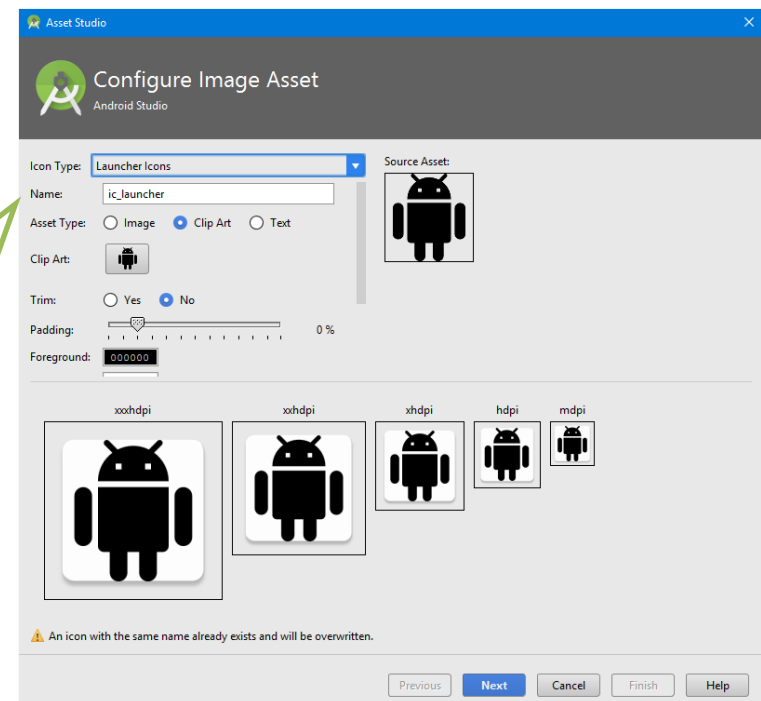 Asset Studio
Configure Image Asset
Android Studio
Icon Type: Launcher Icons
Source Asset:
Name: ic_launcher
Asset Type: Image Clip Art Text
Clip Art:
Trim: Yes No
Padding: 0 %
Foreground: 000000
xxxhdpi xxhdpi xhdpi hdpi mdpi
An icon with the same name already exists and will be overwritten.
Previous Next Cancel Finish Help